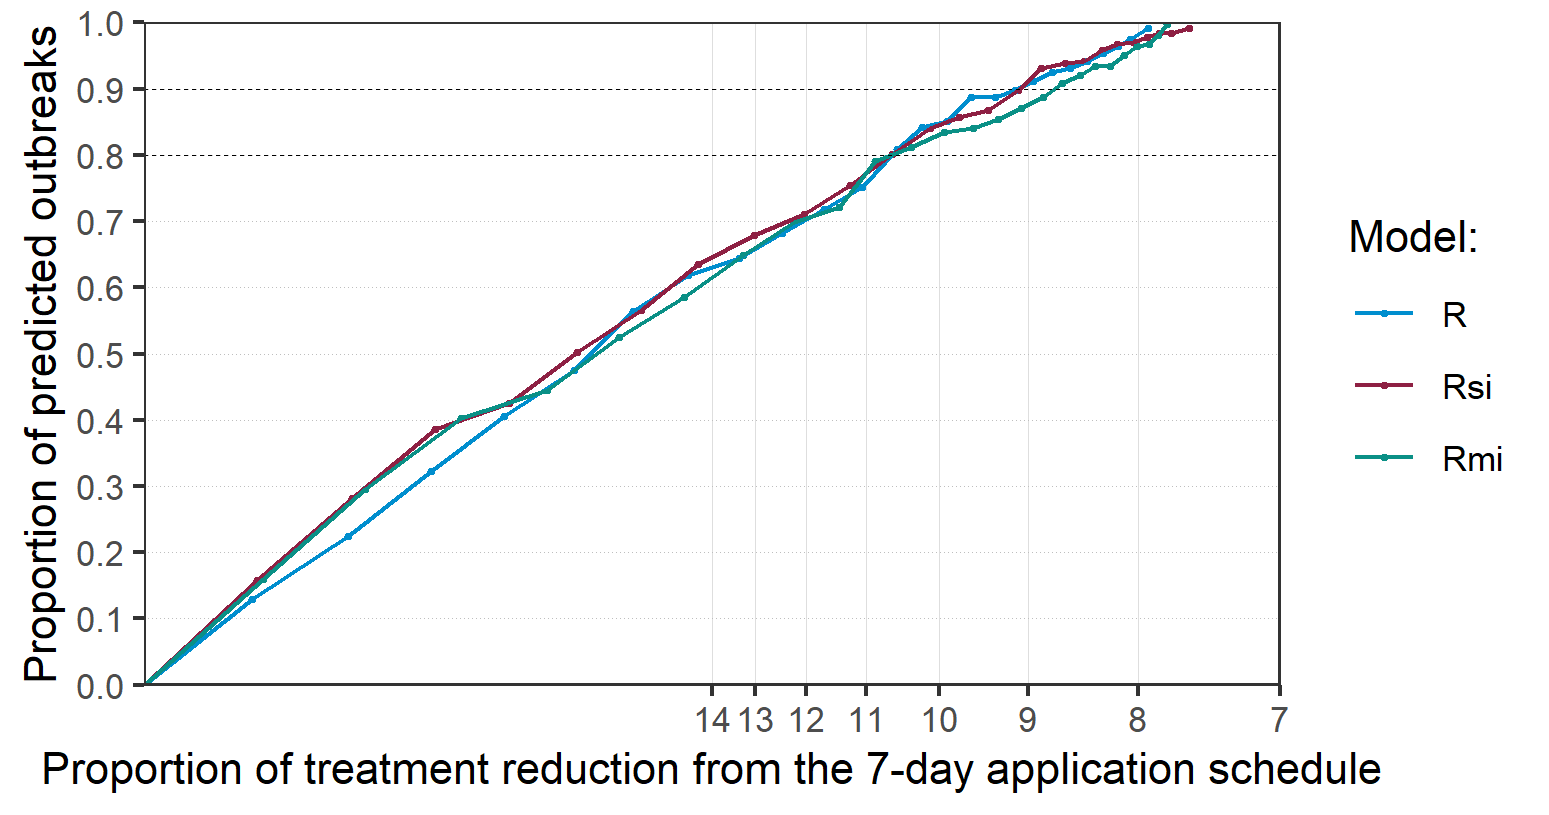 Proportion of predicted outbreaks
1.0
0.9
0.8
0.7
0.6
0.5
0.4
0.3
0.2
0.1
0.0
14 13 12 11 10 9 8 7
Proportion of treatment reduction from the 7-day application schedule
Model:
R
Rsi
Rmi